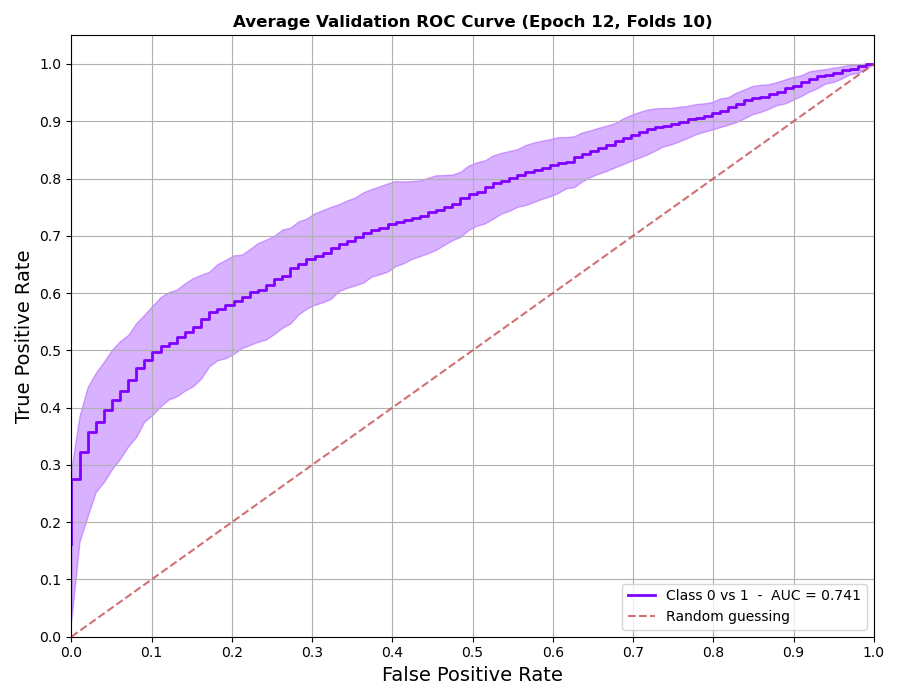 Average Validation ROC Curve (Epoch 12, Folds 10)
1.0
0.9
0.8
0.7
0.6
0.5
0.4
0.3
0.2
0.1
0.0
True Positive Rate
Class 0 vs 1 - AUC = 0.741
Random guessing
0.0 0.1 0.2 0.3 0.4 0.5 0.6 0.7 0.8 0.9 1.0
False Positive Rate